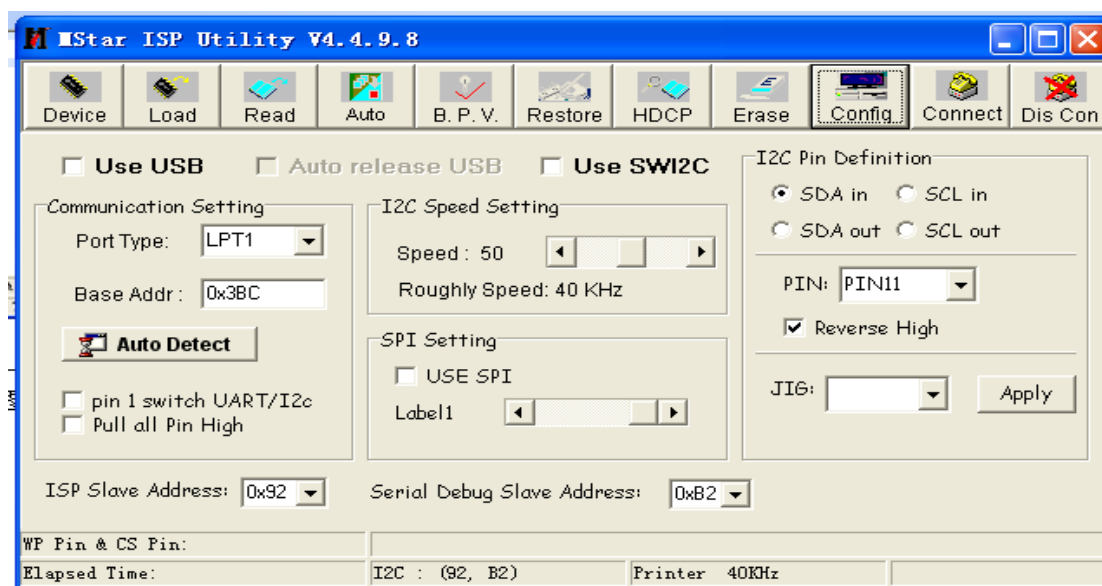 MStar ISP Utility V4.4.9.8
Device Load Read Auto B. P. V. Restore HDCP Erase Config Connect Dis Con
Use USB Auto release USB Use SWI2C
I2C Pin Definition
SDA in SCL in
SDA out SCL out
PIN: PIN11
Reverse High
JIG: Apply
Communication Setting
Port Type: LPT1
Base Addr : 0x3BC
Auto Detect
pin 1 switch UART/I2c
Pull all Pin High
I2C Speed Setting
Speed : 50
Roughly Speed: 40 KHz
SPI Setting
USE SPI
Label1
ISP Slave Address: 0x92 Serial Debug Slave Address: 0xB2
WP Pin & CS Pin:
Elapsed Time: I2C : (92, B2) Printer 40KHz